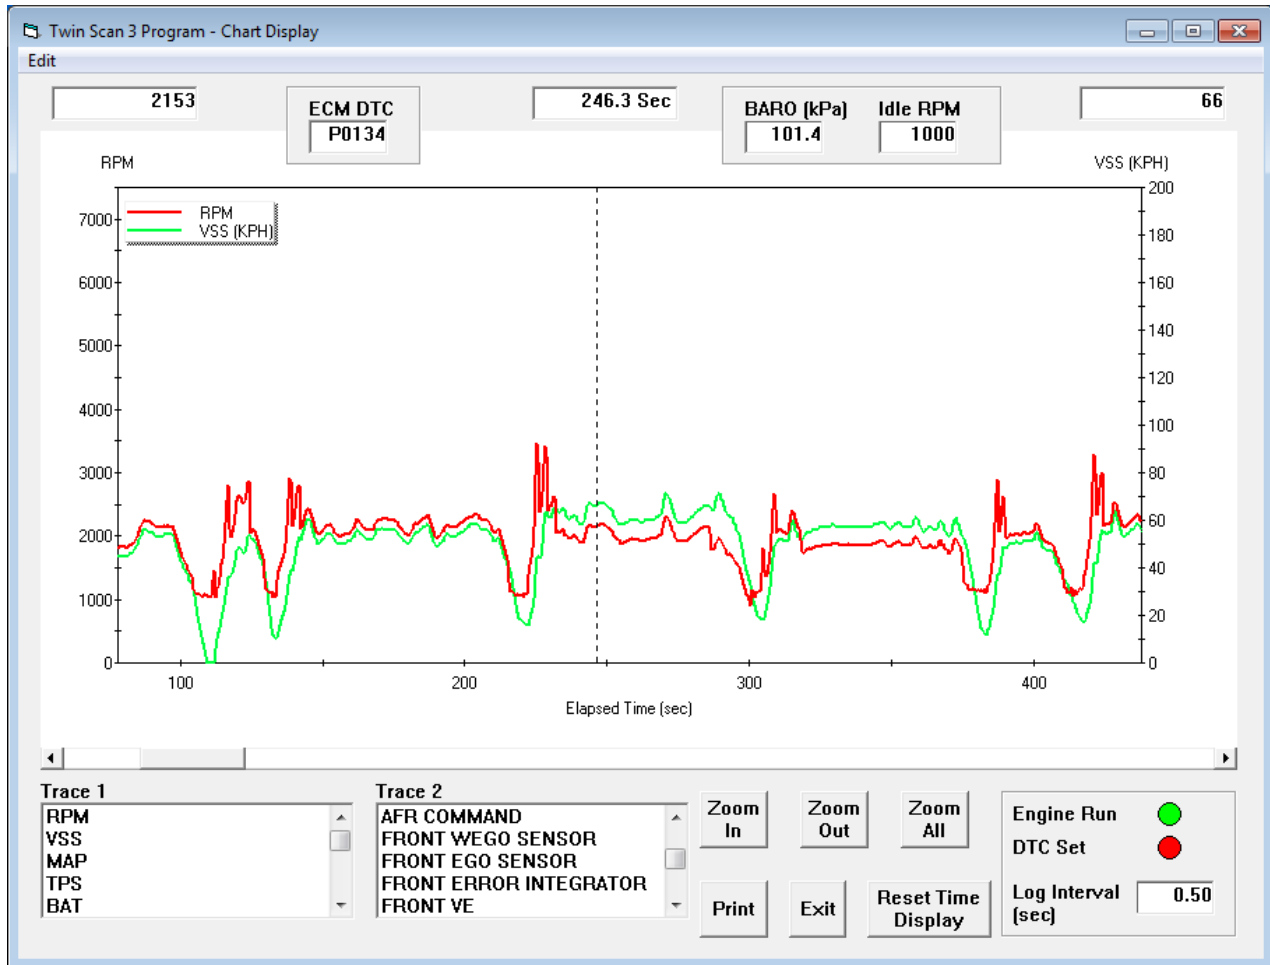 Twin Scan 3 Program - Chart Display
Edit
2153
ECM DTC
P0134
246.3 Sec
BARO (kPa) Idle RPM
101.4 1000
66
RPM
VSS (KPH)
RPM
VSS (KPH)
7000
6000
5000
4000
3000
2000
1000
0
200
180
160
140
120
100
80
60
40
20
0
100 200 300 400
Elapsed Time (sec)
Trace 1
RPM
VSS
MAP
TPS
BAT
Trace 2
AFR COMMAND
FRONT WEGO SENSOR
FRONT EGO SENSOR
FRONT ERROR INTEGRATOR
FRONT VE
Zoom
In
Zoom
Out
Zoom
All
Print
Exit
Reset Time
Display
Engine Run
DTC Set
Log Interval
(sec)
0.50